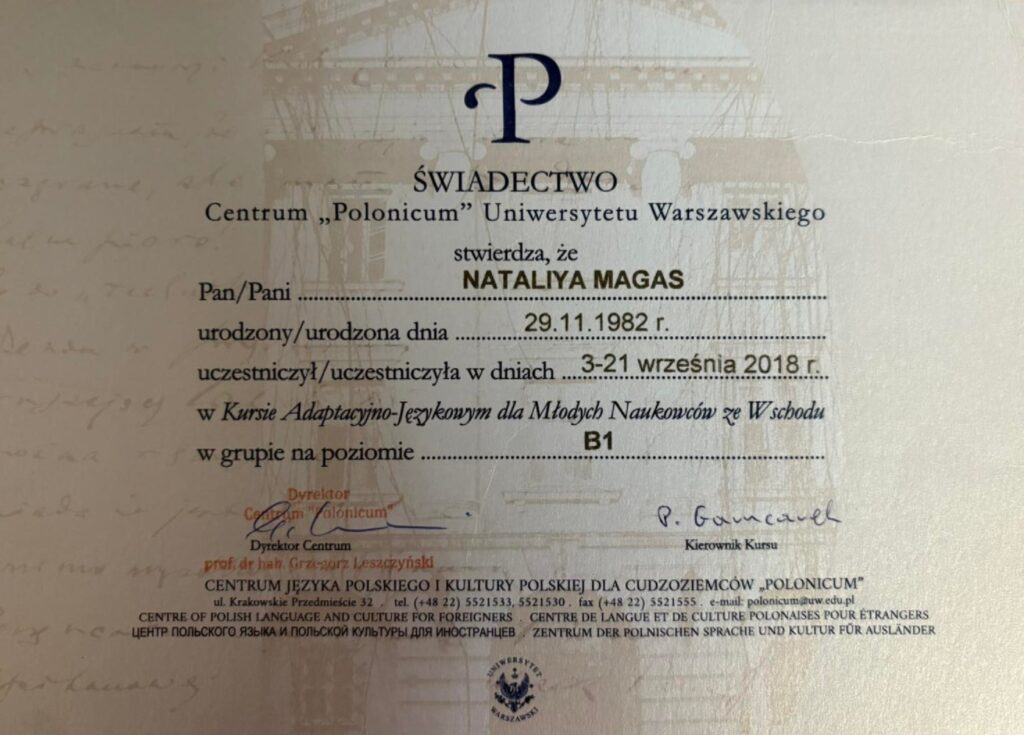 P
ŚWIADECTWO
Centrum „Polonicum” Uniwersytetu Warszawskiego
stwierdza, że
Pan/Pani NATALIYA MAGAS
urodzony/urodzona dnia 29.11.1982 r.
uczestniczył/uczestniczyła w dniach 3-21 września 2018 r.
w Kursie Adaptacyjno-Językowym dla Młodych Naukowców ze Wschodu
w grupie na poziomie B1
Dyrektor
Centrum "Polonicum"
P. Garncarek
Dyrektor Centrum
Kierownik Kursu
prof. dr hab. Grzegorz Leszczyński
CENTRUM JĘZYKA POLSKIEGO I KULTURY POLSKIEJ DLA CUDZOZIEMCÓW „POLONICUM”
ul. Krakowskie Przedmieście 32 . tel. (+48 22) 5521533, 5521530 . fax (+48 22) 5521555 . e-mail: polonicum@uw.edu.pl
CENTRE OF POLISH LANGUAGE AND CULTURE FOR FOREIGNERS . CENTRE DE LANGUE ET DE CULTURE POLONAISES POUR ÉTRANGERS
ЦЕНТР ПОЛЬСКОГО ЯЗЫКА И ПОЛЬСКОЙ КУЛЬТУРЫ ДЛЯ ИНОСТРАНЦЕВ . ZENTRUM DER POLNISCHEN SPRACHE UND KULTUR FÜR AUSLÄNDER
UNIWERSYTET
WARSZAWSKI